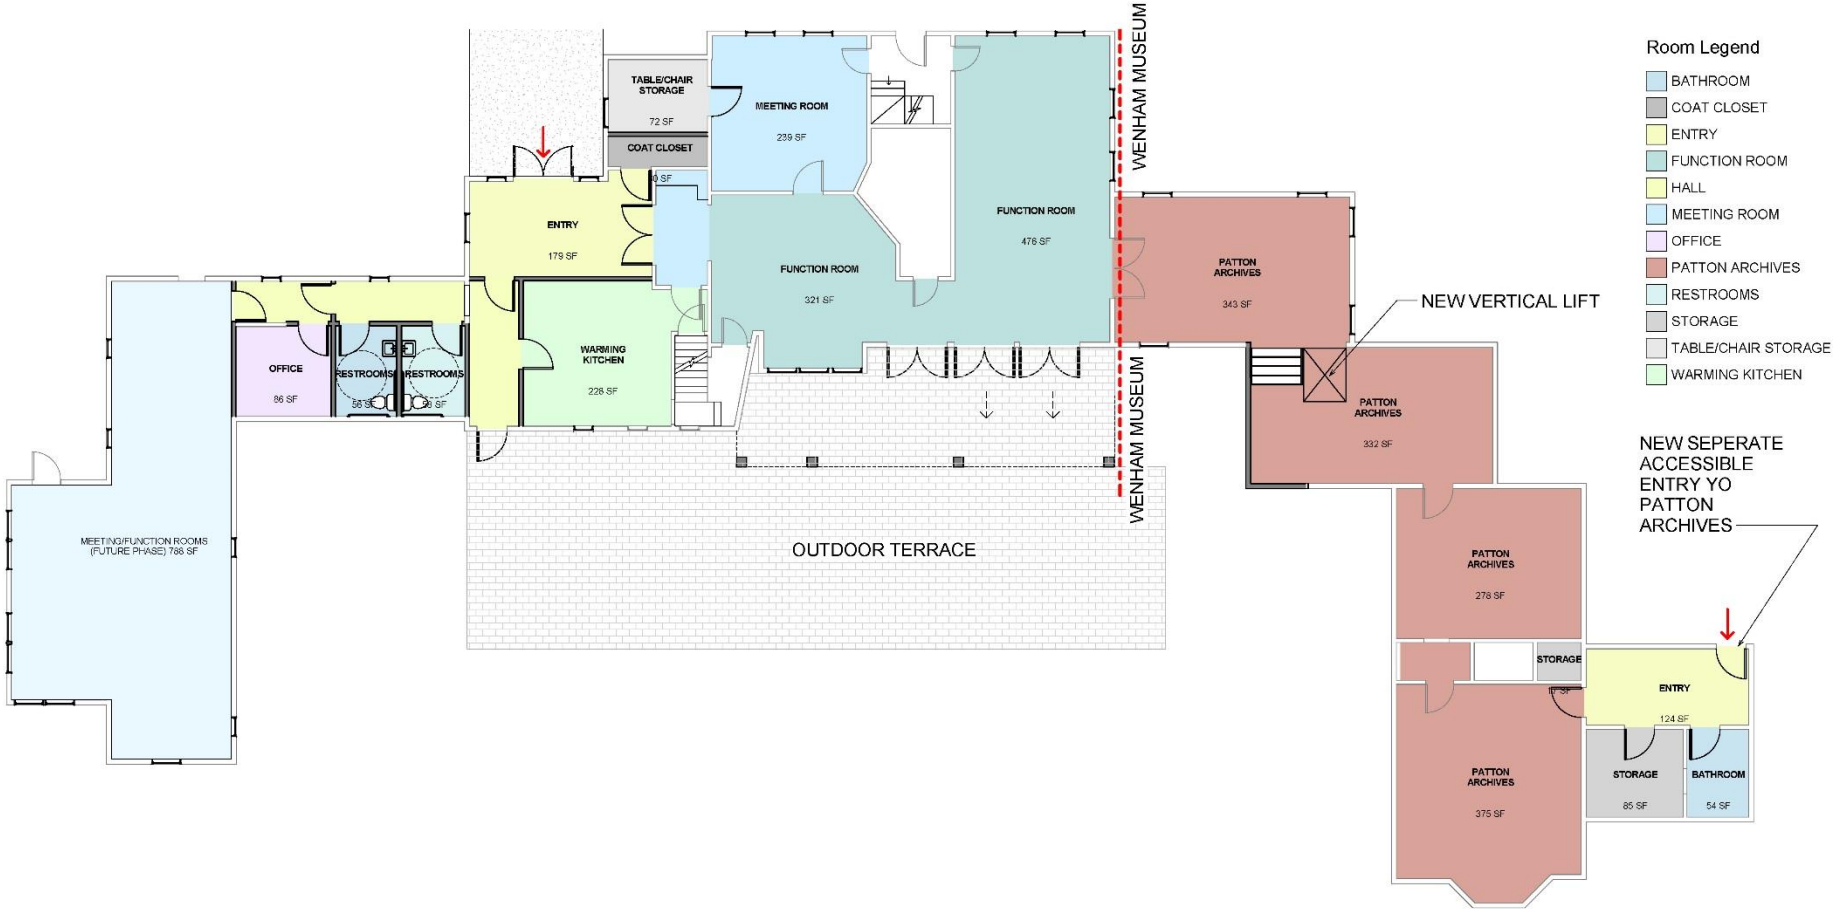 WENHAM MUSEUM
TABLE/CHAIR
STORAGE
72 SF
COAT CLOSET
MEETING ROOM
239 SF
ENTRY
179 SF
FUNCTION ROOM
476 SF
FUNCTION ROOM
321 SF
PATTON
ARCHIVES
343 SF
NEW VERTICAL LIFT
OFFICE
86 SF
RESTROOMS
56 SF
RESTROOMS
WARMING
KITCHEN
228 SF
WENHAM MUSEUM
PATTON
ARCHIVES
332 SF
MEETING/FUNCTION ROOMS
(FUTURE PHASE) 788 SF
OUTDOOR TERRACE
PATTON
ARCHIVES
278 SF
STORAGE
ENTRY
124 SF
PATTON
ARCHIVES
375 SF
STORAGE
85 SF
BATHROOM
54 SF
Room Legend
BATHROOM
COAT CLOSET
ENTRY
FUNCTION ROOM
HALL
MEETING ROOM
OFFICE
PATTON ARCHIVES
RESTROOMS
STORAGE
TABLE/CHAIR STORAGE
WARMING KITCHEN
NEW SEPERATE
ACCESSIBLE
ENTRY YO
PATTON
ARCHIVES